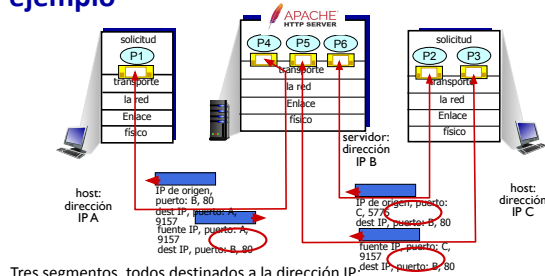 ejemplo
APACHE
HTTP SERVER
solicitud
P1
transporte
la red
Enlace
físico
P4 P5 P6
transporte
la red
Enlace
físico
solicitud
P2 P3
transporte
la red
Enlace
físico
servidor:
dirección
IP B
host:
dirección
IP A
host:
dirección
IP C
IP de origen,
puerto: B, 80
dest IP, puerto: A,
9157
fuente IP, puerto: A,
9157
dest IP, puerto: B, 80
IP de origen, puerto:
C, 5775
dest IP, puerto: B, 80
fuente IP, puerto: C,
9157
dest IP, puerto: B, 80
Tres segmentos, todos destinados a la dirección IP: